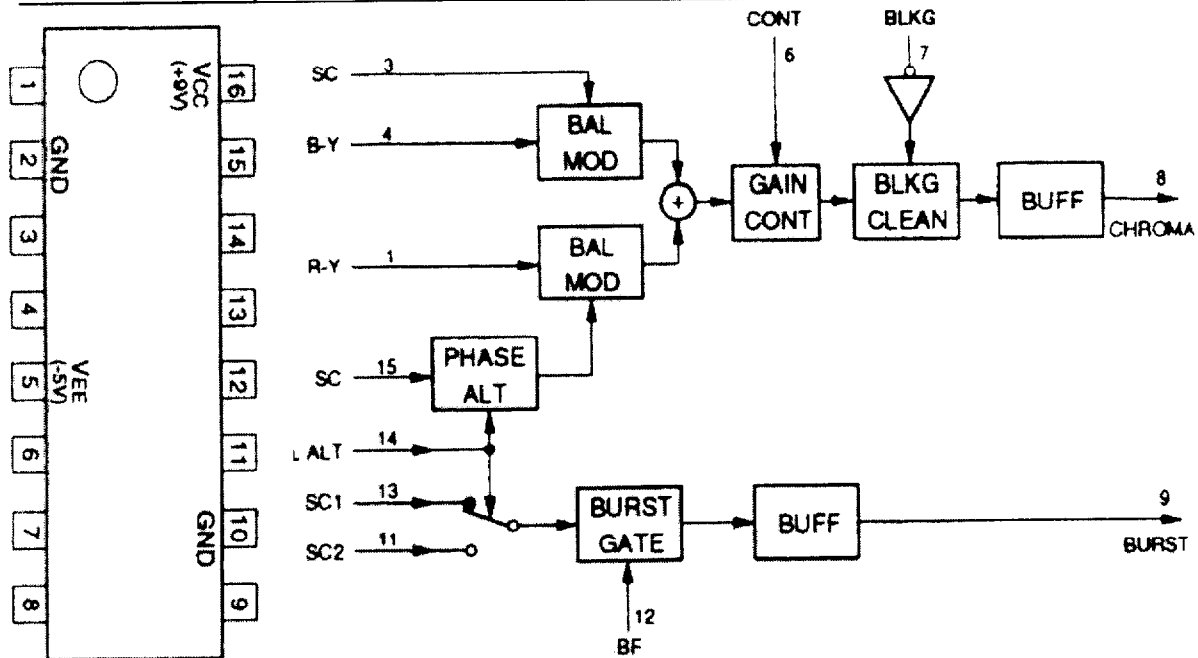 1
2
GND
3
4
5
VEE
(-5V)
6
7
8
16
VCC
(+9V)
15
14
13
12
11
10
GND
9
CONT
6
BLKG
7
SC
3
B-Y
4
BAL
MOD
+
GAIN
CONT
BLKG
CLEAN
BUFF
8
CHROMA
R-Y
1
BAL
MOD
SC
15
PHASE
ALT
ALT
14
SC1
13
SC2
11
BURST
GATE
BUFF
9
BURST
12
BF